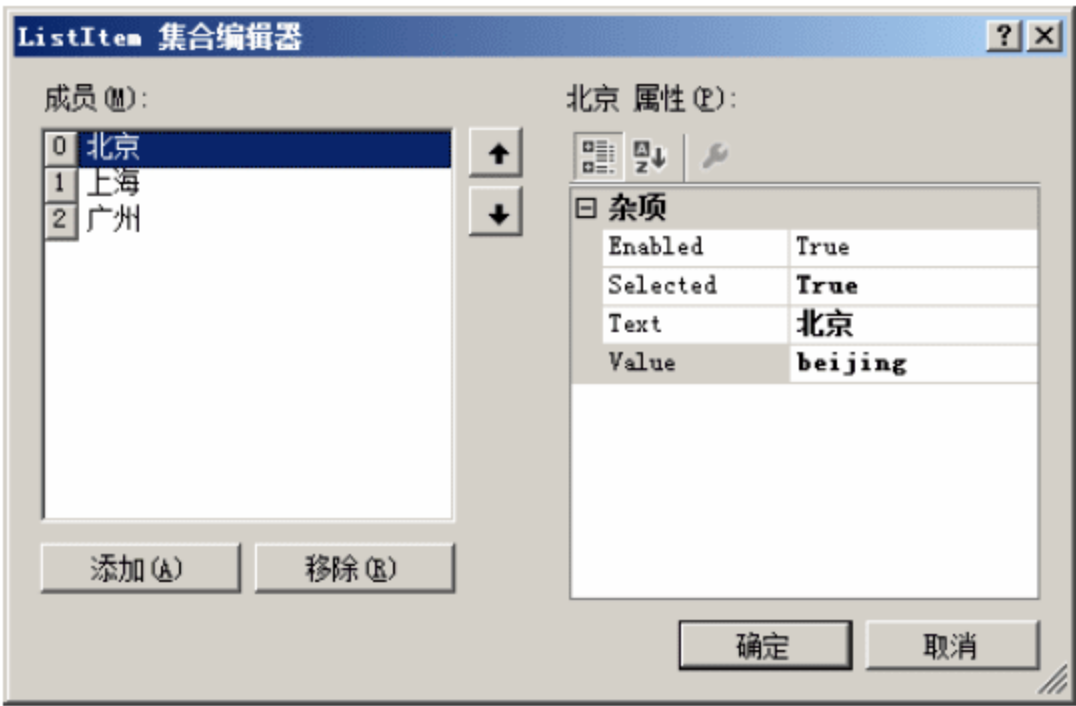 ListItem 集合编辑器
成员(M):
0 北京
1 上海
2 广州
添加(A)
移除(R)
北京 属性(P):
杂项
Enabled True
Selected True
Text 北京
Value beijing
确定
取消